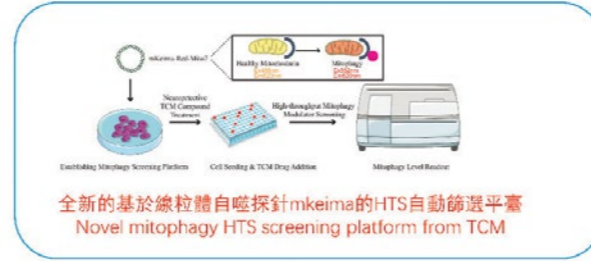 mKeima-Red-Mito7
Healthy Mitochondria
Mitophagy
Neuroprotective
TCM Compound
Treatment
High-throughput Mitophagy
Modulator Screening
Establishing Mitophagy Screening Platform
Cell Seeding & TCM Drug Addition
Mitophagy Level Readout
全新的基於線粒體自噬探針mkeima的HTS自動篩選平臺
Novel mitophagy HTS screening platform from TCM